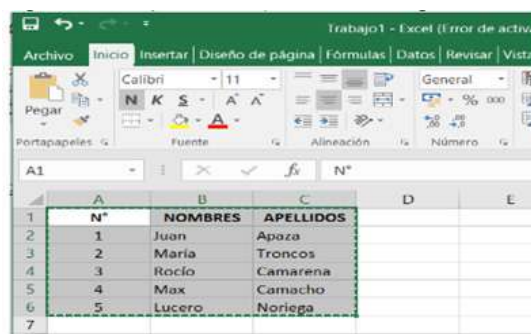 Trabajo1 - Excel (Error de activa
Archivo Inicio Insertar Diseño de página Fórmulas Datos Revisar Vista
Calibri 11 General
Pegar N K S A A % 000
Portapapeles Fuente Alineación Número
A1 fx N°
A B C D E
1 N° NOMBRES APELLIDOS
2 1 Juan Apaza
3 2 María Troncos
4 3 Rocío Camarena
5 4 Max Camacho
6 5 Lucero Noriega
7